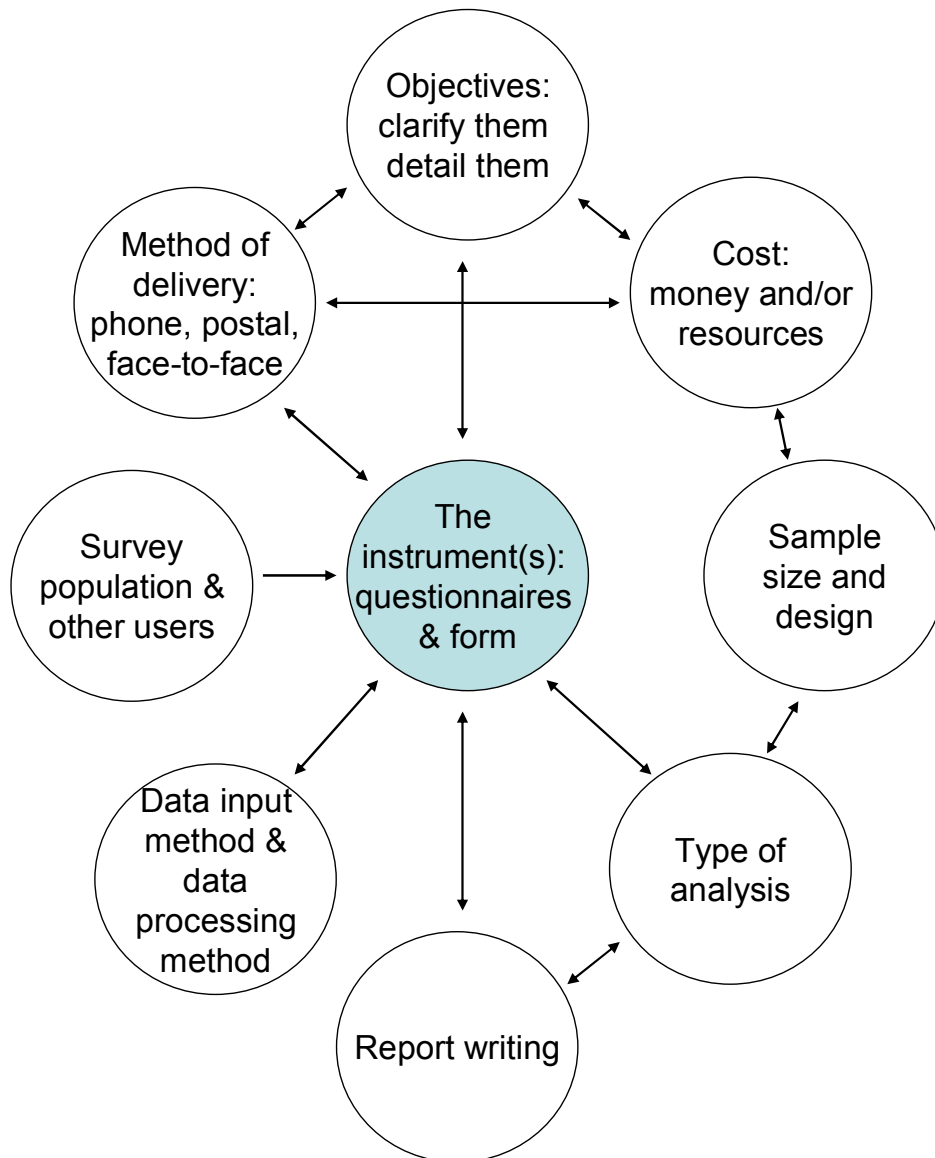 Objectives:
clarify them
detail them
Method of
delivery:
phone, postal,
face-to-face
Cost:
money and/or
resources
The
instrument(s):
questionnaires
& form
Survey
population &
other users
Sample
size and
design
Data input
method &
data
processing
method
Type of
analysis
Report writing